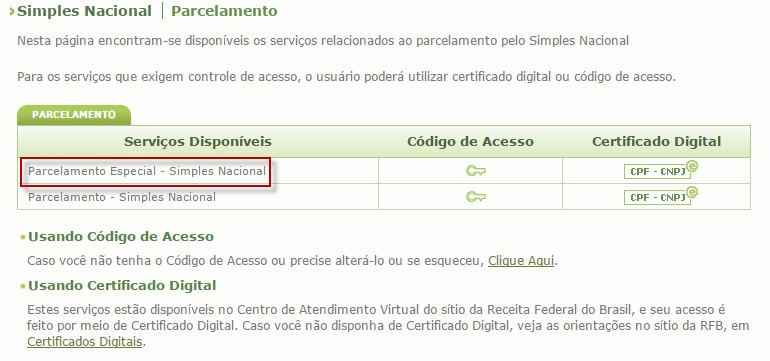 Simples Nacional | Parcelamento
Nesta página encontram-se disponíveis os serviços relacionados ao parcelamento pelo Simples Nacional
Para os serviços que exigem controle de acesso, o usuário poderá utilizar certificado digital ou código de acesso.
PARCELAMENTO
Serviços Disponíveis Código de Acesso Certificado Digital
Parcelamento Especial - Simples Nacional CPF - CNPJ e
Parcelamento - Simples Nacional CPF - CNPJ e
Usando Código de Acesso
Caso você não tenha o Código de Acesso ou precise alterá-lo ou se esqueceu, Clique Aqui.
Usando Certificado Digital
Estes serviços estão disponíveis no Centro de Atendimento Virtual do sítio da Receita Federal do Brasil, e seu acesso é
feito por meio de Certificado Digital. Caso você não disponha de Certificado Digital, veja as orientações no sítio da RFB, em
Certificados Digitais.